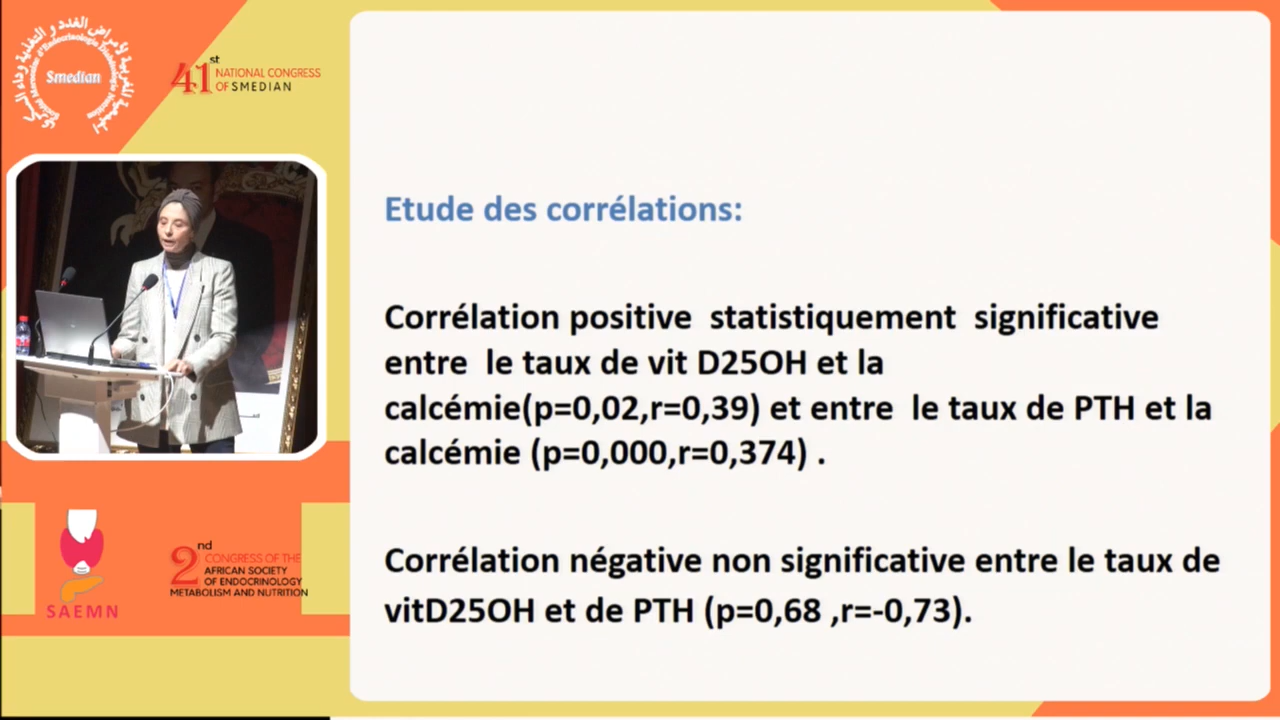 Smedian
41st
NATIONAL CONGRESS
OF SMEDIAN
Etude des corrélations:
Corrélation positive statistiquement significative
entre le taux de vit D25OH et la
calcémie(p=0,02,r=0,39) et entre le taux de PTH et la
calcémie (p=0,000,r=0,374) .
Corrélation négative non significative entre le taux de
vitD25OH et de PTH (p=0,68 ,r=-0,73).
SAEMN
2nd
CONGRESS OF THE
AFRICAN SOCIETY
OF ENDOCRINOLOGY
METABOLISM AND NUTRITION